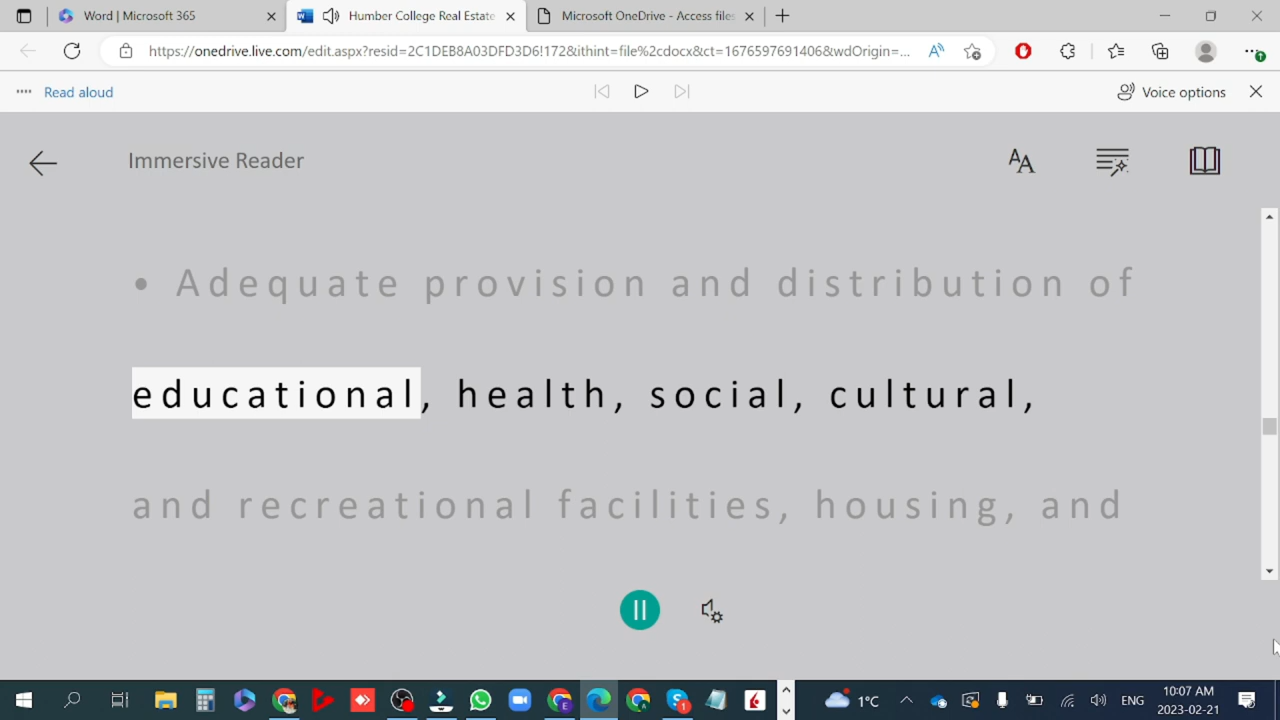 Word | Microsoft 365
Humber College Real Estate
Microsoft OneDrive - Access files
https://onedrive.live.com/edit.aspx?resid=2C1DEB8A03DFD3D6!172&ithint=file%2cdocx&ct=1676597691406&wdOrigin=...
Read aloud
Voice options
Immersive Reader
• Adequate provision and distribution of
educational, health, social, cultural,
and recreational facilities, housing, and
1°C
ENG
10:07 AM
2023-02-21